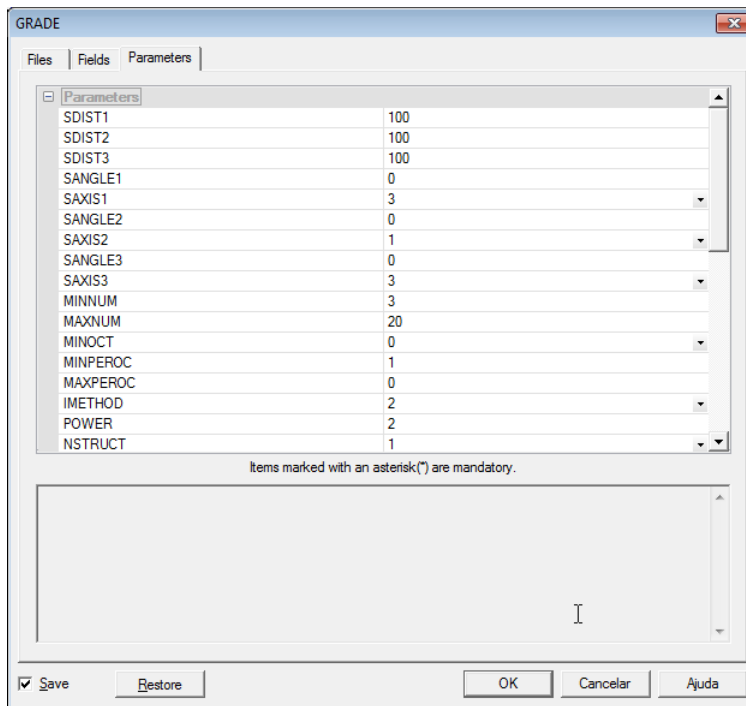 GRADE
Files Fields Parameters
Parameters
SDIST1 100
SDIST2 100
SDIST3 100
SANGLE1 0
SAXIS1 3
SANGLE2 0
SAXIS2 1
SANGLE3 0
SAXIS3 3
MINNUM 3
MAXNUM 20
MINOCT 0
MINPEROC 1
MAXPEROC 0
IMETHOD 2
POWER 2
NSTRUCT 1
Items marked with an asterisk(*) are mandatory.
Save Restore OK Cancelar Ajuda